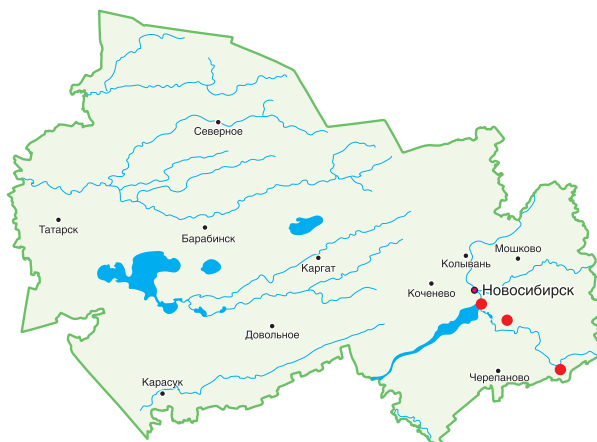 Северное
Татарск
Барабинск
Каргат
Колывань
Мошково
Коченево
Новосибирск
Довольное
Карасук
Черепаново